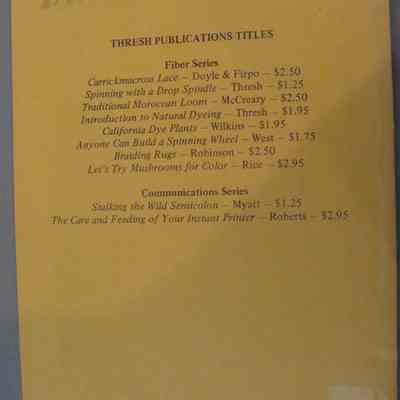 THRESH PUBLICATIONS TITLES
Fiber Series
Carrickmacross Lace — Doyle & Firpo — $2.50
Spinning with a Drop Spindle — Thresh — $1.25
Traditional Moroccan Loom — McCreary — $2.50
Introduction to Natural Dyeing — Thresh — $1.95
California Dye Plants — Wilkins — $1.95
Anyone Can Build a Spinning Wheel — West — $1.75
Braiding Rugs — Robinson — $2.50
Let's Try Mushrooms for Color — Rice — $2.95
Communications Series
Stalking the Wild Semicolon — Myatt — $1.25
The Care and Feeding of Your Instant Printer — Roberts — $2.95